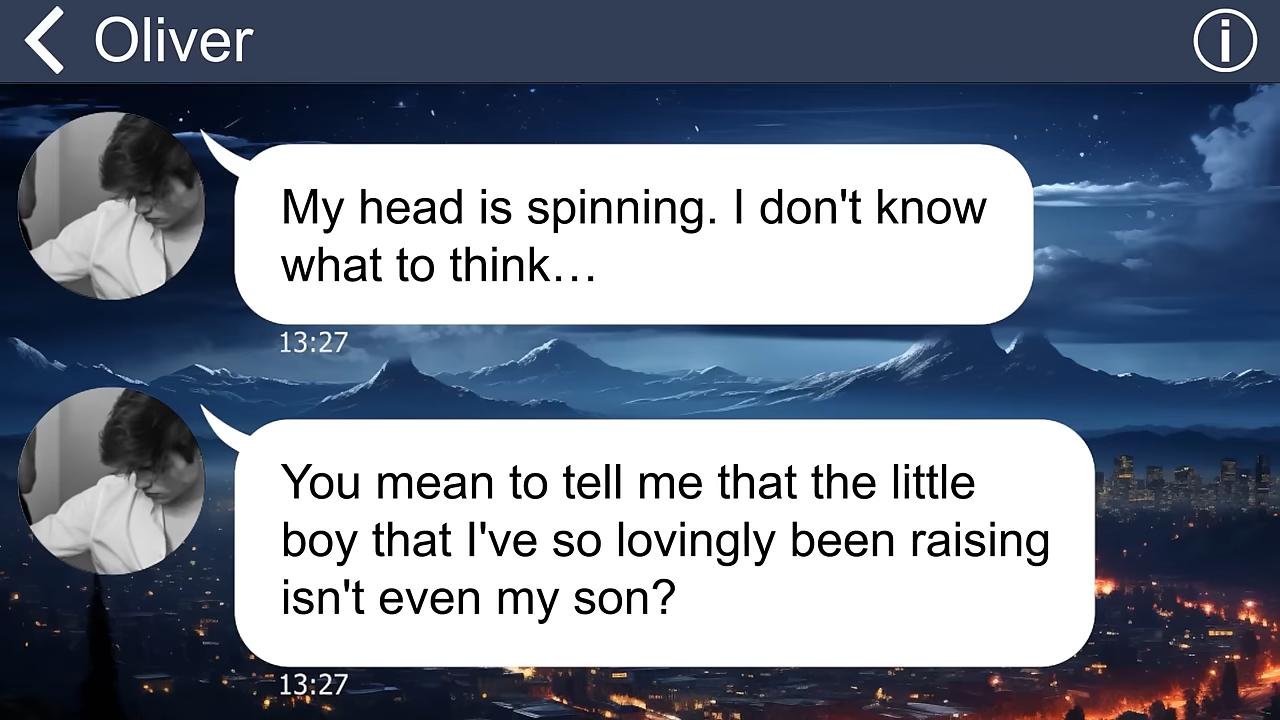 Oliver
My head is spinning. I don't know
what to think…
13:27
You mean to tell me that the little
boy that I've so lovingly been raising
isn't even my son?
13:27